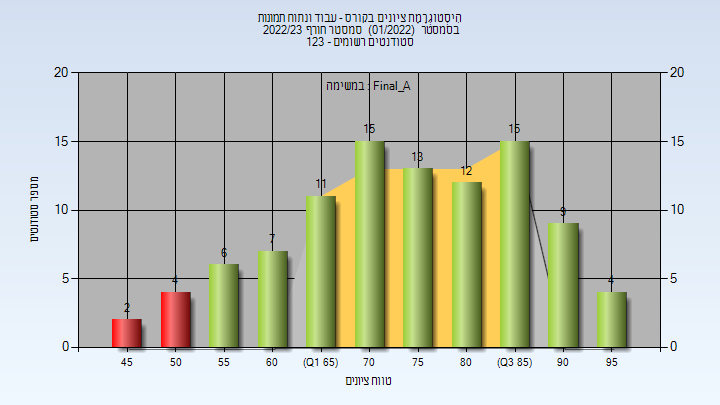 הִיסטוֹגְרָמַת ציונים בקורס - עבוד ונתוח תמונות
בסמסטר (01/2022) סמסטר חורף 2022/23
סטודנטים רשומים - 123
במשימה : Final_A
20 20
15 15
10 10
5 5
0 0
2 4 6 7 11 15 13 12 15 9 4
45 50 55 60 (Q1 65) 70 75 80 (Q3 85) 90 95
מספר סטודנטים
טווח ציונים